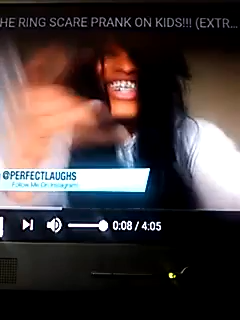 HE RING SCARE PRANK ON KIDS!!! (EXTR...
@PERFECTLAUGHS
Follow Me On Instagram
0:08 / 4:05